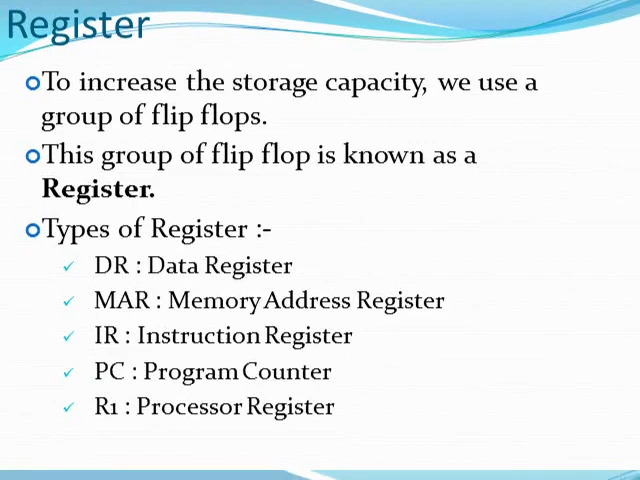 Register
To increase the storage capacity, we use a
group of flip flops.
This group of flip flop is known as a
Register.
Types of Register :-
DR : Data Register
MAR : Memory Address Register
IR : Instruction Register
PC : Program Counter
R1 : Processor Register